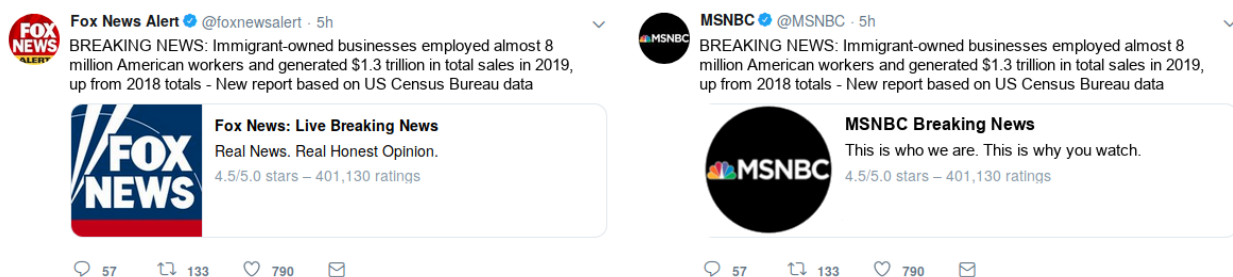 Fox News Alert @foxnewsalert · 5h
BREAKING NEWS: Immigrant-owned businesses employed almost 8
million American workers and generated $1.3 trillion in total sales in 2019,
up from 2018 totals - New report based on US Census Bureau data
FOX
NEWS
ALERT
FOX
NEWS
Fox News: Live Breaking News
Real News. Real Honest Opinion.
4.5/5.0 stars – 401,130 ratings
57 133 790
MSNBC @MSNBC · 5h
BREAKING NEWS: Immigrant-owned businesses employed almost 8
million American workers and generated $1.3 trillion in total sales in 2019,
up from 2018 totals - New report based on US Census Bureau data
MSNBC
MSNBC
MSNBC Breaking News
This is who we are. This is why you watch.
4.5/5.0 stars – 401,130 ratings
57 133 790